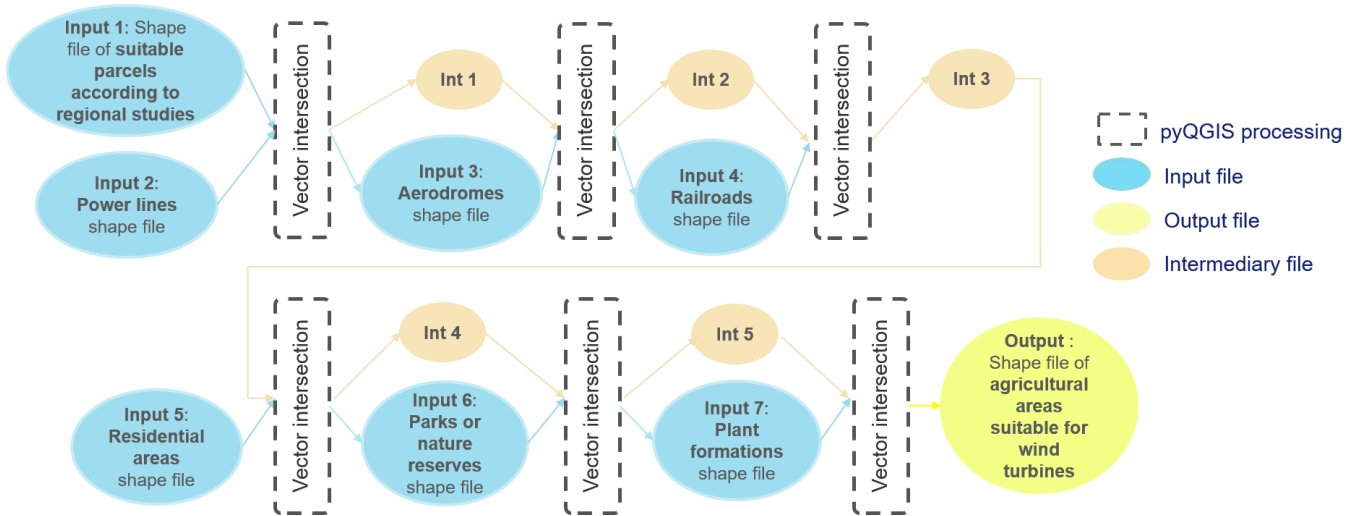 Input 1: Shape
file of suitable
parcels
according to
regional studies
Input 2:
Power lines
shape file
Vector intersection
Int 1
Input 3:
Aerodromes
shape file
Vector intersection
Int 2
Input 4:
Railroads
shape file
Vector intersection
Int 3
pyQGIS processing
Input file
Output file
Intermediary file
Input 5:
Residential
areas
shape file
Vector intersection
Int 4
Input 6:
Parks or
nature
reserves
shape file
Vector intersection
Int 5
Input 7:
Plant
formations
shape file
Vector intersection
Output :
Shape file of
agricultural
areas
suitable for
wind
turbines